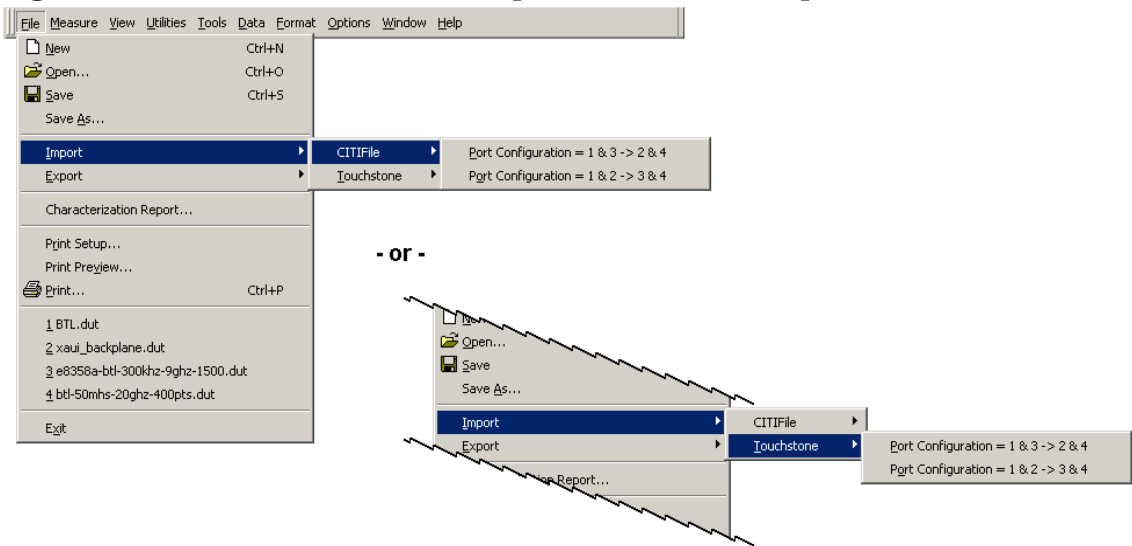 File Measure View Utilities Tools Data Format Options Window Help
New Ctrl+N
Open... Ctrl+O
Save Ctrl+S
Save As...
Import CITIFile Port Configuration = 1 & 3 -> 2 & 4
Export Touchstone Port Configuration = 1 & 2 -> 3 & 4
Characterization Report...
Print Setup...
Print Preview...
Print... Ctrl+P
1 BTL.dut
2 xaui_backplane.dut
3 e8358a-btl-300khz-9ghz-1500.dut
4 btl-50mhs-20ghz-400pts.dut
Exit
- or -
New
Open...
Save
Save As...
Import CITIFile
Export Touchstone Port Configuration = 1 & 3 -> 2 & 4
Port Configuration = 1 & 2 -> 3 & 4
Report...